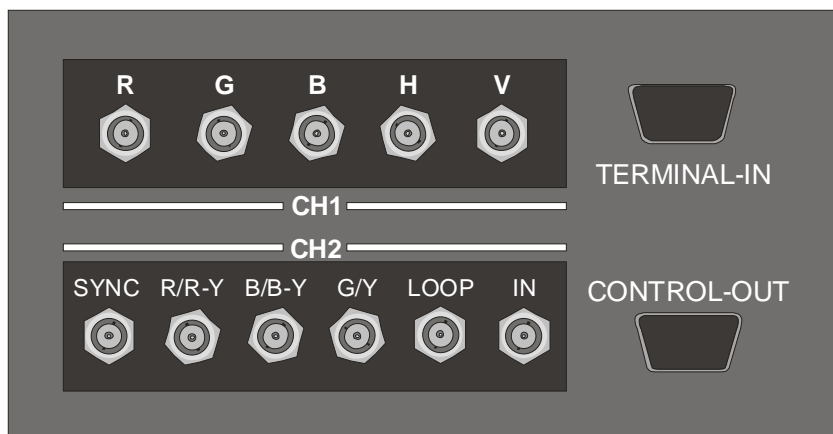 R G B H V
TERMINAL-IN
CH1
CH2
SYNC R/R-Y B/B-Y G/Y LOOP IN
CONTROL-OUT